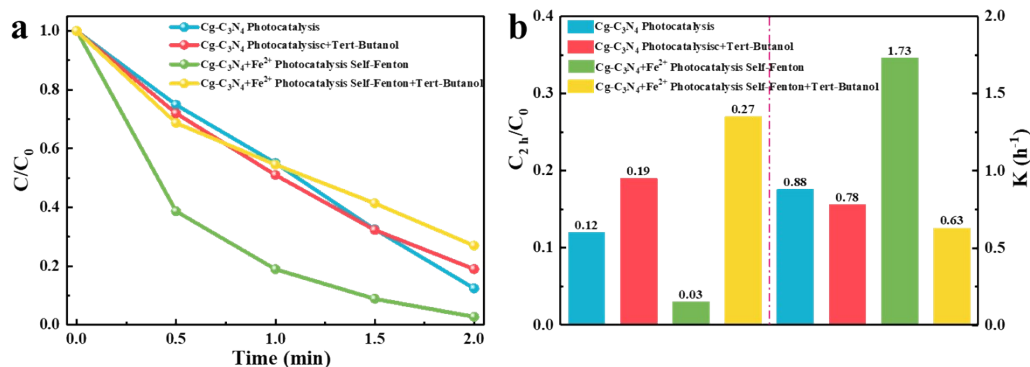 a
Cg-C₃N₄ Photocatalysis
Cg-C₃N₄ Photocatalysisc+Tert-Butanol
Cg-C₃N₄+Fe²⁺ Photocatalysis Self-Fenton
Cg-C₃N₄+Fe²⁺ Photocatalysis Self-Fenton+Tert-Butanol
C/C₀
1.0
0.8
0.6
0.4
0.2
0.0
0.0 0.5 1.0 1.5 2.0
Time (min)
b
Cg-C₃N₄ Photocatalysis
Cg-C₃N₄ Photocatalysisc+Tert-Butanol
Cg-C₃N₄+Fe²⁺ Photocatalysis Self-Fenton
Cg-C₃N₄+Fe²⁺ Photocatalysis Self-Fenton+Tert-Butanol
C₂ ₕ/C₀
0.4
0.3
0.2
0.1
0.0
0.12
0.19
0.03
0.27
0.88
0.78
1.73
0.63
2.0
1.5
1.0
0.5
0.0
K (h⁻¹)